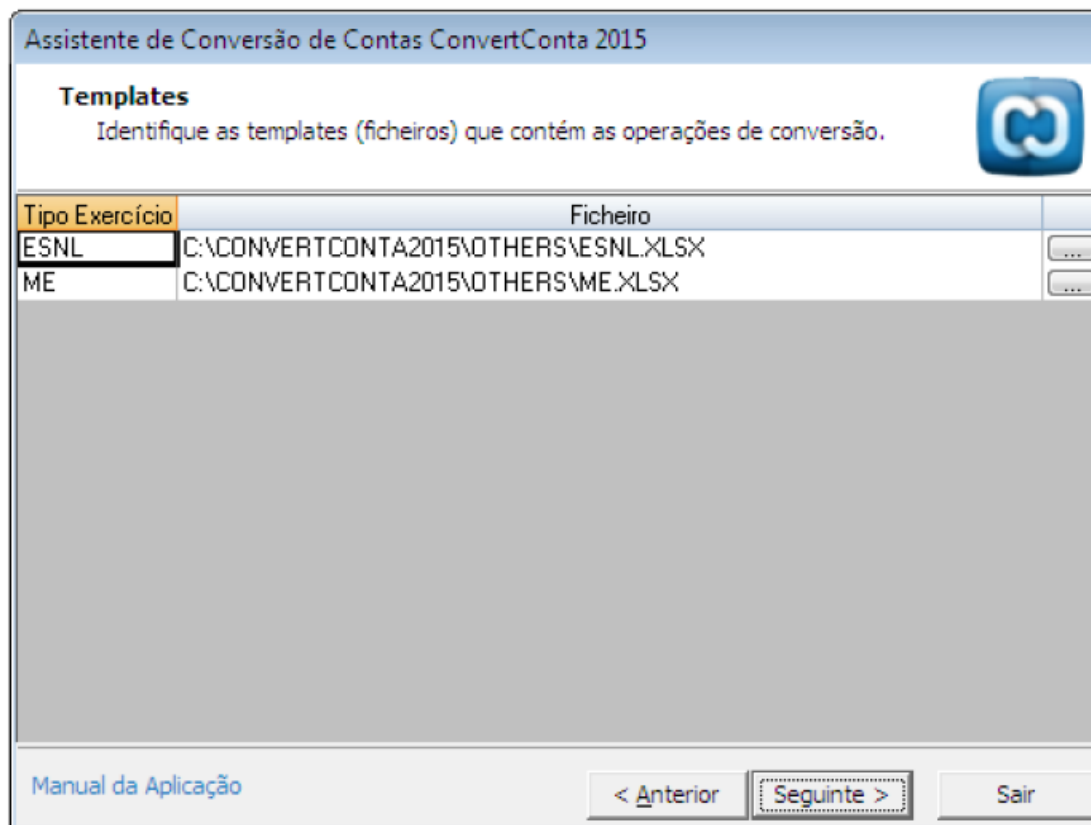 Assistente de Conversão de Contas ConvertConta 2015
Templates
Identifique as templates (ficheiros) que contém as operações de conversão.
Tipo Exercício Ficheiro
ESNL C:\CONVERTCONTA2015\OTHERS\ESNL.XLSX ...
ME C:\CONVERTCONTA2015\OTHERS\ME.XLSX ...
Manual da Aplicação < Anterior Seguinte > Sair